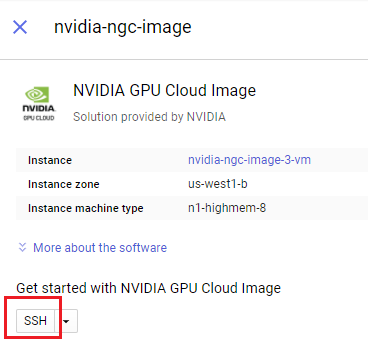 nvidia-ngc-image
NVIDIA GPU Cloud Image
Solution provided by NVIDIA
NVIDIA.
GPU CLOUD
Instance nvidia-ngc-image-3-vm
Instance zone us-west1-b
Instance machine type n1-highmem-8
More about the software
Get started with NVIDIA GPU Cloud Image
SSH